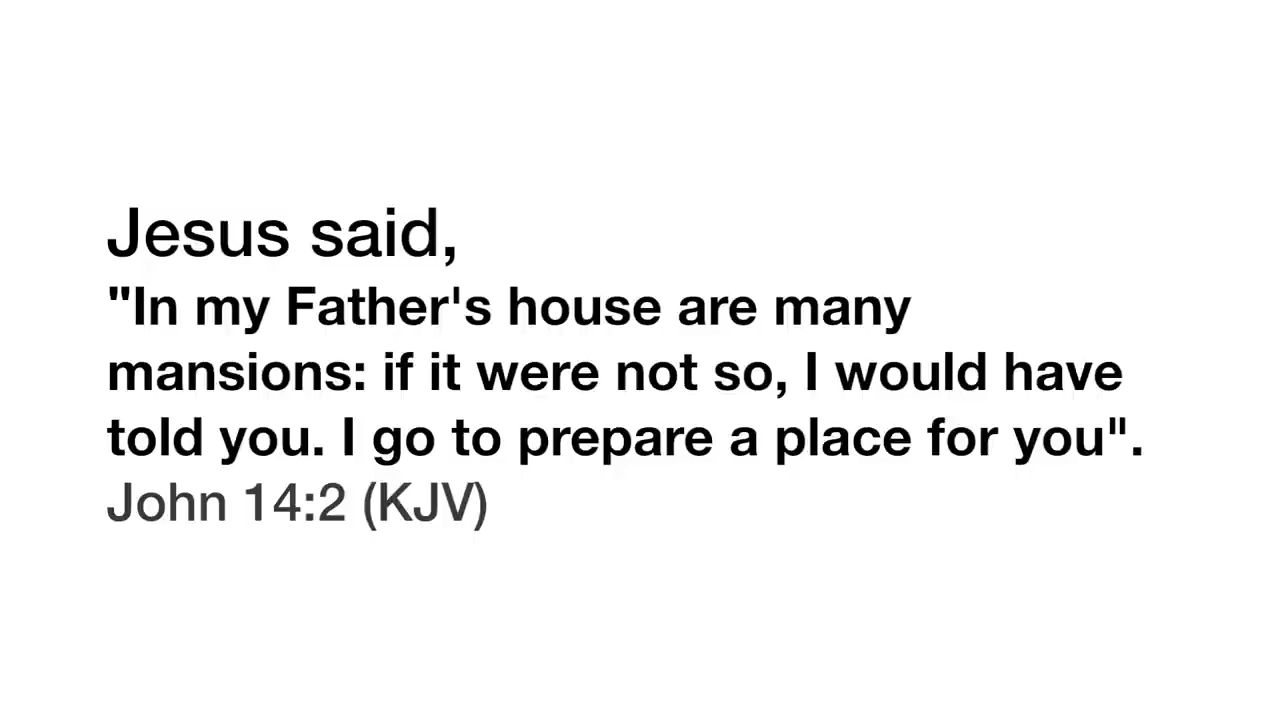 Jesus said,
"In my Father's house are many
mansions: if it were not so, I would have
told you. I go to prepare a place for you".
John 14:2 (KJV)